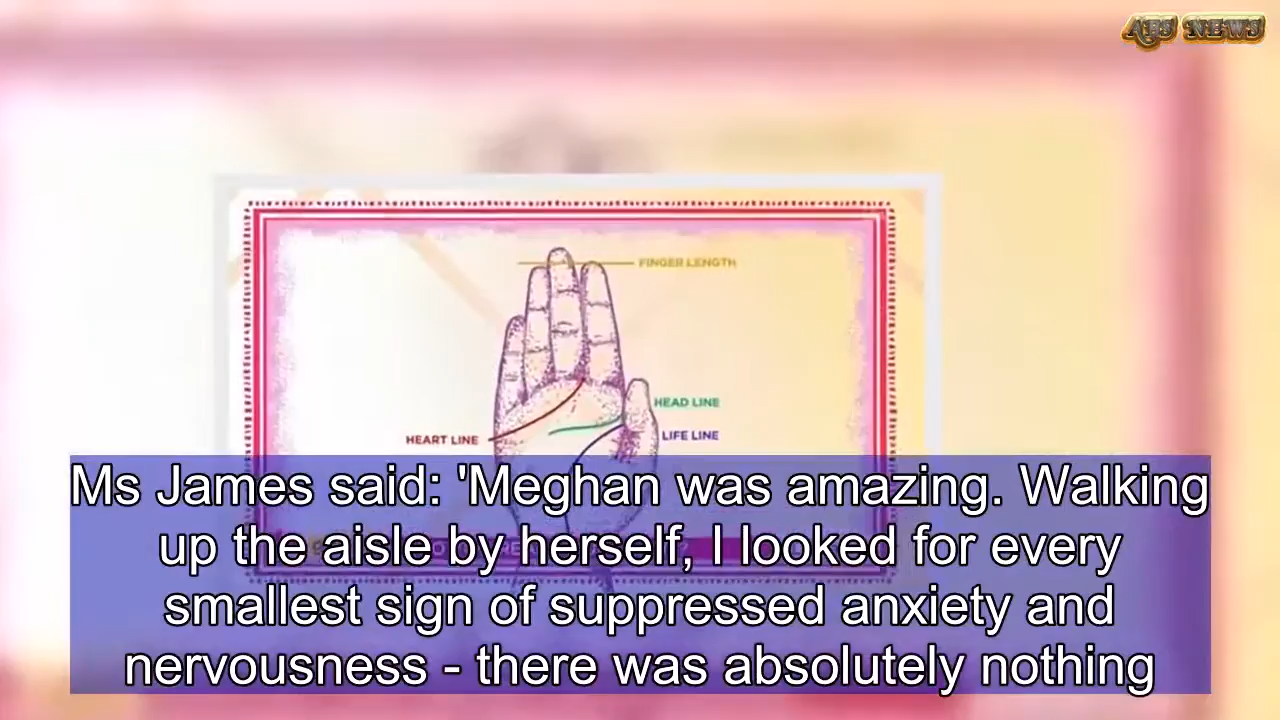 ABS NEWS
FINGER LENGTH
HEAD LINE
HEART LINE
LIFE LINE
Ms James said: 'Meghan was amazing. Walking
up the aisle by herself, I looked for every
smallest sign of suppressed anxiety and
nervousness - there was absolutely nothing